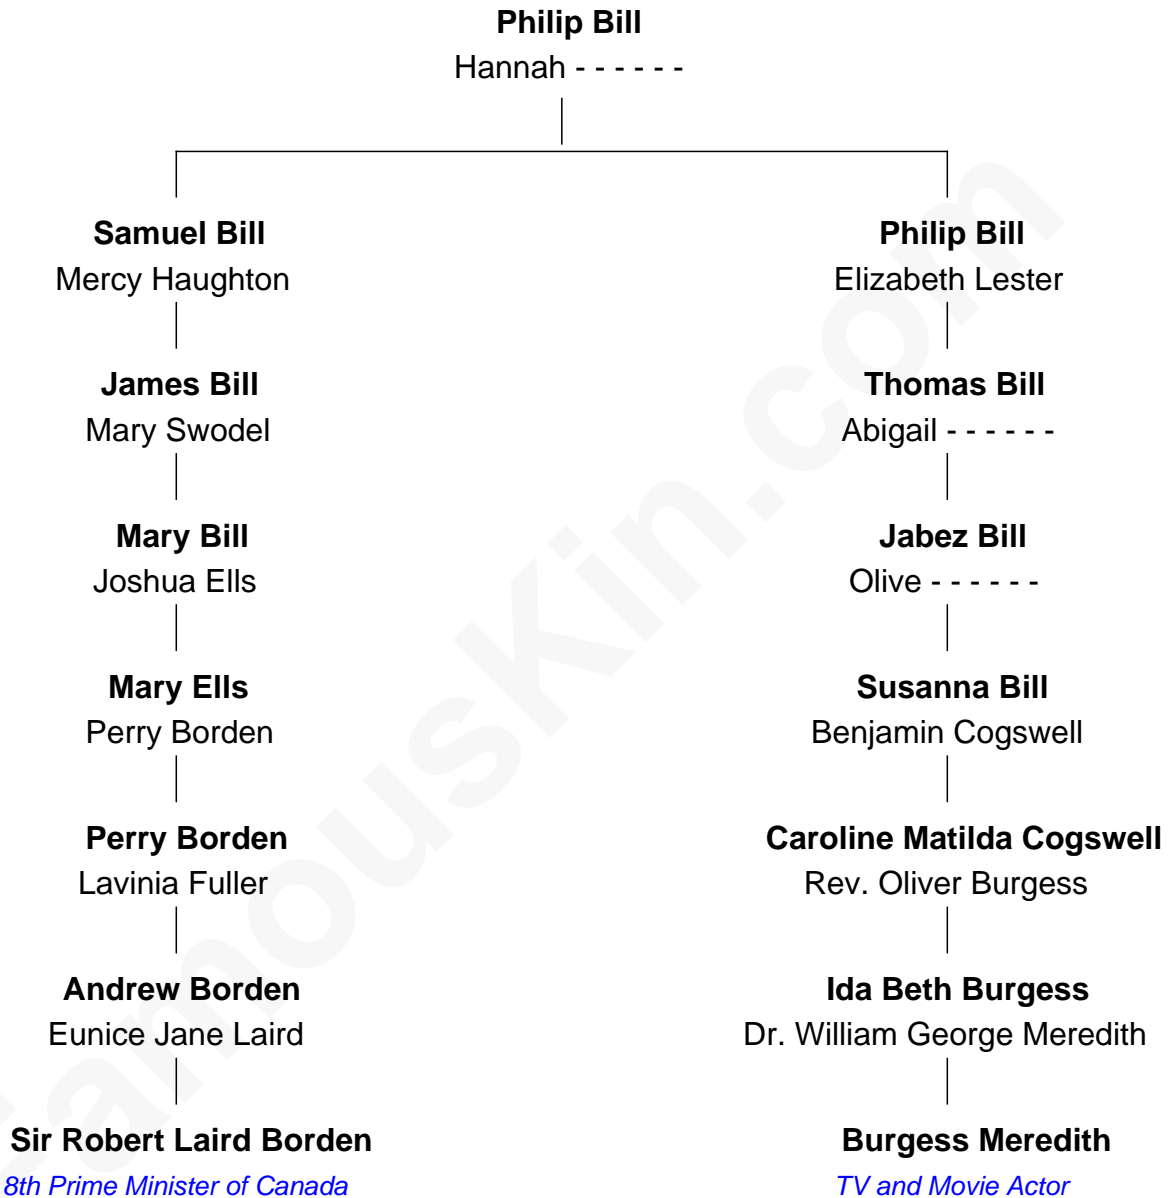 Philip Bill
Hannah - - - - - -
Samuel Bill
Mercy Haughton
James Bill
Mary Swodel
Mary Bill
Joshua Ells
Mary Ells
Perry Borden
Perry Borden
Lavinia Fuller
Andrew Borden
Eunice Jane Laird
Sir Robert Laird Borden
8th Prime Minister of Canada
Philip Bill
Elizabeth Lester
Thomas Bill
Abigail - - - - - -
Jabez Bill
Olive - - - - - -
Susanna Bill
Benjamin Cogswell
Caroline Matilda Cogswell
Rev. Oliver Burgess
Ida Beth Burgess
Dr. William George Meredith
Burgess Meredith
TV and Movie Actor
FamousKin.com